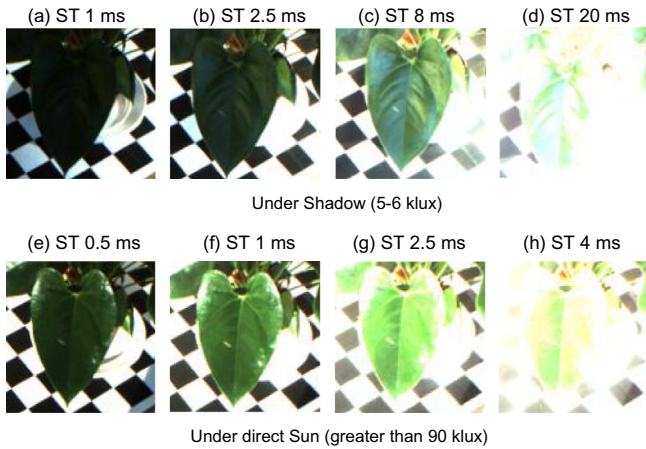 (a) ST 1 ms (b) ST 2.5 ms (c) ST 8 ms (d) ST 20 ms
Under Shadow (5-6 klux)
(e) ST 0.5 ms (f) ST 1 ms (g) ST 2.5 ms (h) ST 4 ms
Under direct Sun (greater than 90 klux)